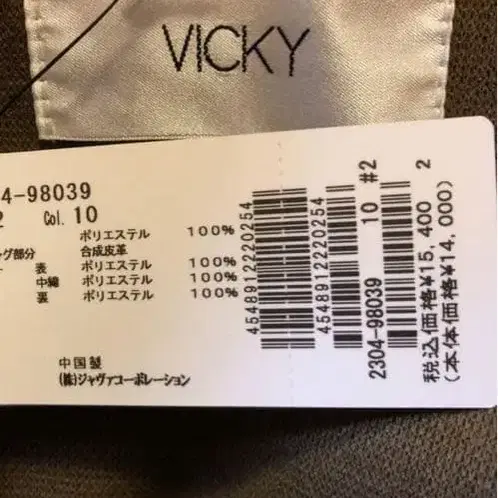 VICKY
4-98039
2 Col. 10
ポリエステル 100%
グ部分 合成皮革
ー 表 ポリエステル 100%
中綿 ポリエステル 100%
裏 ポリエステル 100%
中国製
(株)ジャヴァコーポレーション
4548912220254
4548912220254
2304-98039 10 #2
税込価格¥15,400 2
(本体価格¥14,000)